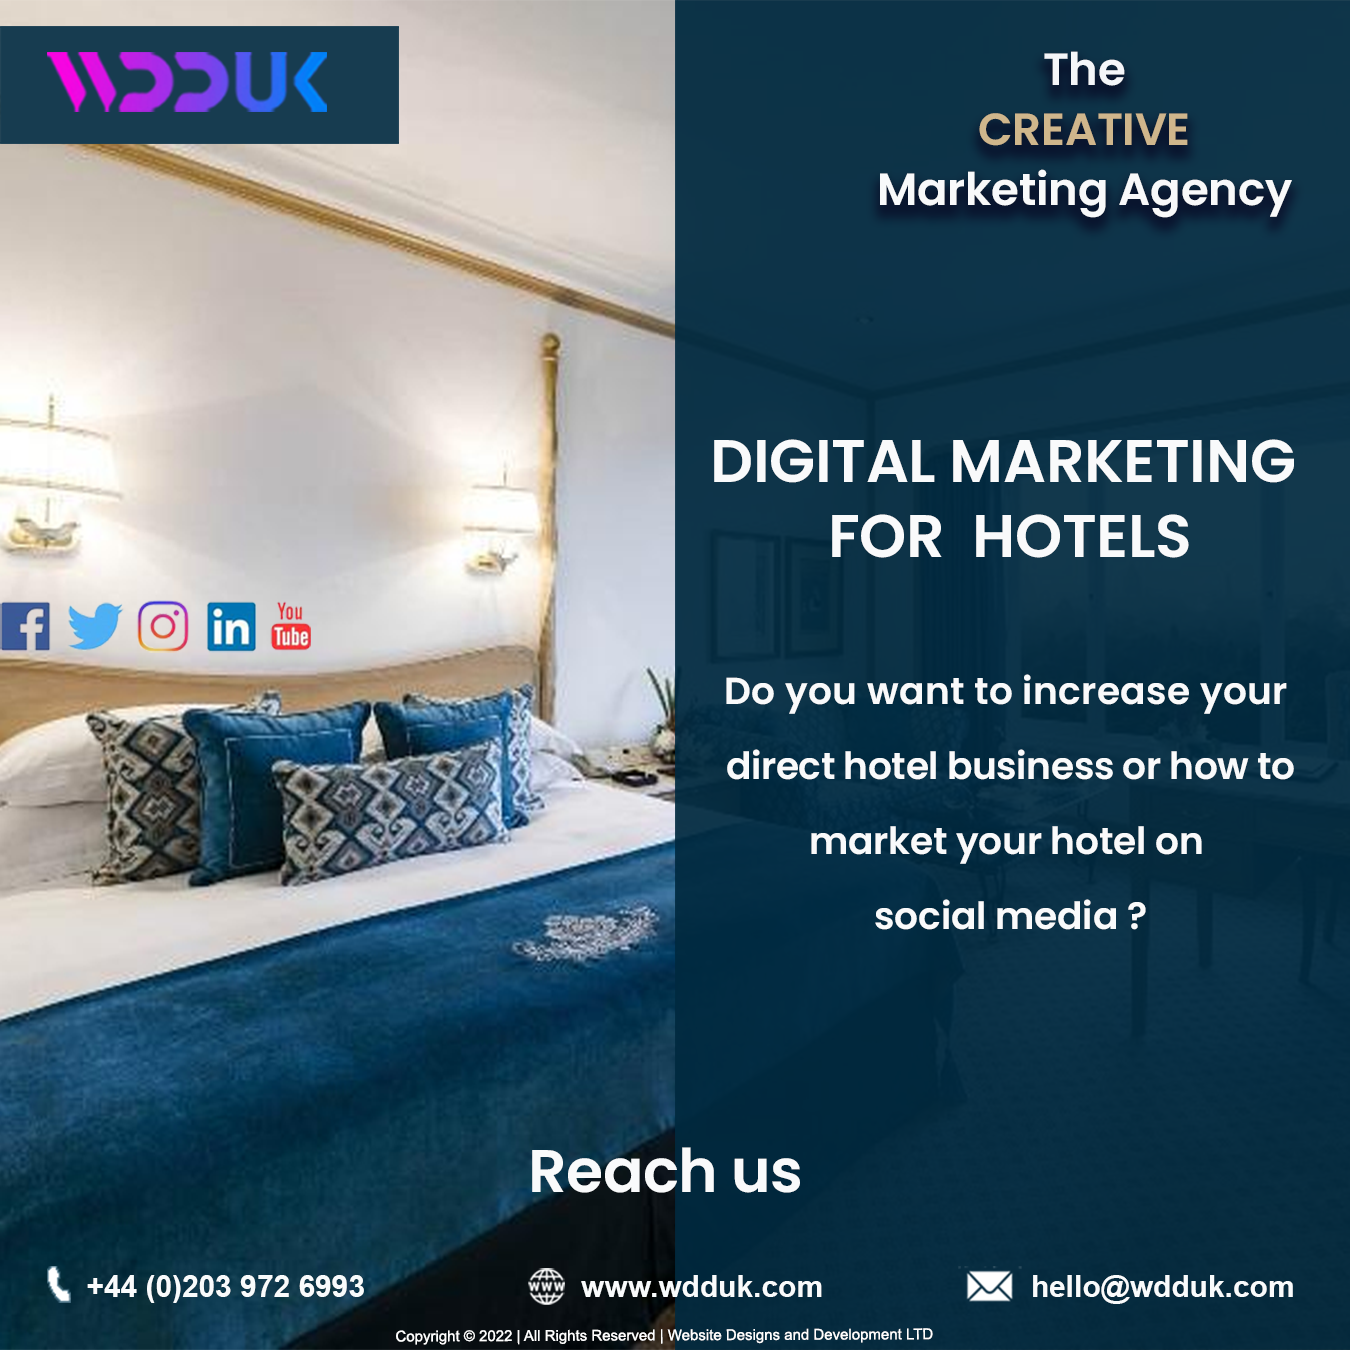 WDDUK
The
CREATIVE
Marketing Agency
DIGITAL MARKETING
FOR HOTELS
You
Tube
Do you want to increase your
direct hotel business or how to
market your hotel on
social media ?
Reach us
+44 (0)203 972 6993
www.wdduk.com
hello@wdduk.com
Copyright © 2022 | All Rights Reserved | Website Designs and Development LTD